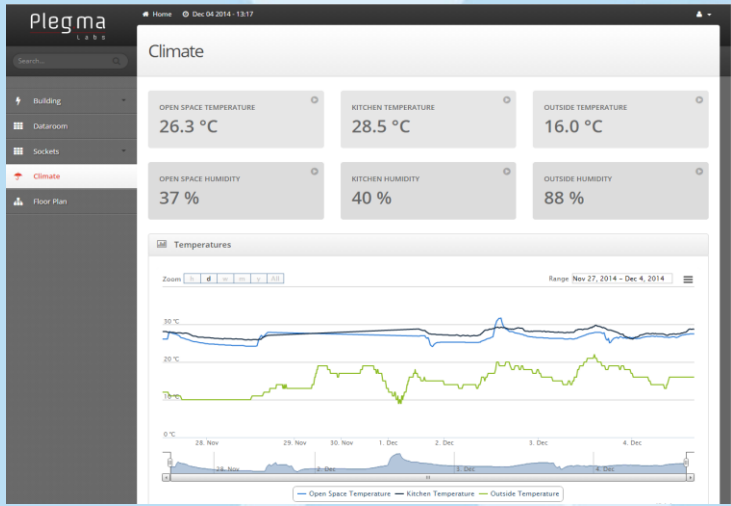 Plegma
Labs
Home Dec 04 2014 - 13:17
Search...
Building
Dataroom
Sockets
Climate
Floor Plan
Climate
OPEN SPACE TEMPERATURE
26.3 °C
KITCHEN TEMPERATURE
28.5 °C
OUTSIDE TEMPERATURE
16.0 °C
OPEN SPACE HUMIDITY
37 %
KITCHEN HUMIDITY
40 %
OUTSIDE HUMIDITY
88 %
Temperatures
Zoom h d w m y All
Range Nov 27, 2014 - Dec 4, 2014
30 °C
20 °C
10 °C
0 °C
28. Nov 29. Nov 30. Nov 1. Dec 2. Dec 3. Dec 4. Dec
28. Nov 2. Dec 3. Dec 4. Dec
Open Space Temperature Kitchen Temperature Outside Temperature